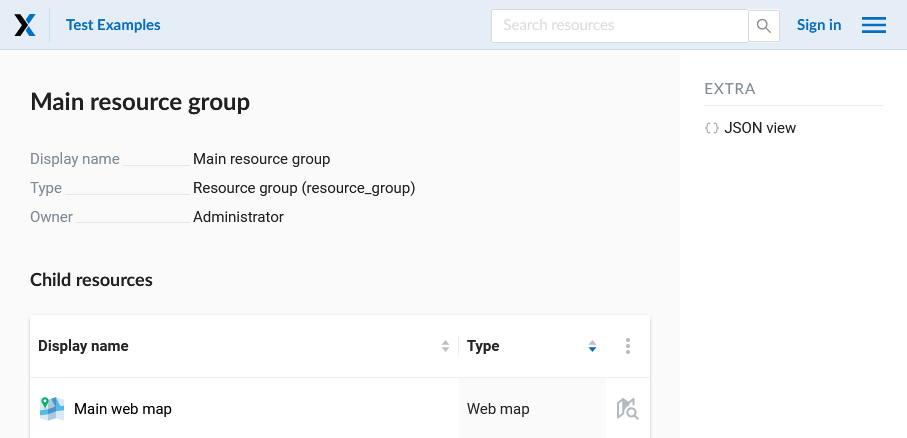 Test Examples
Search resources
Sign in
Main resource group
Display name Main resource group
Type Resource group (resource_group)
Owner Administrator
Child resources
Display name Type
Main web map Web map
EXTRA
JSON view